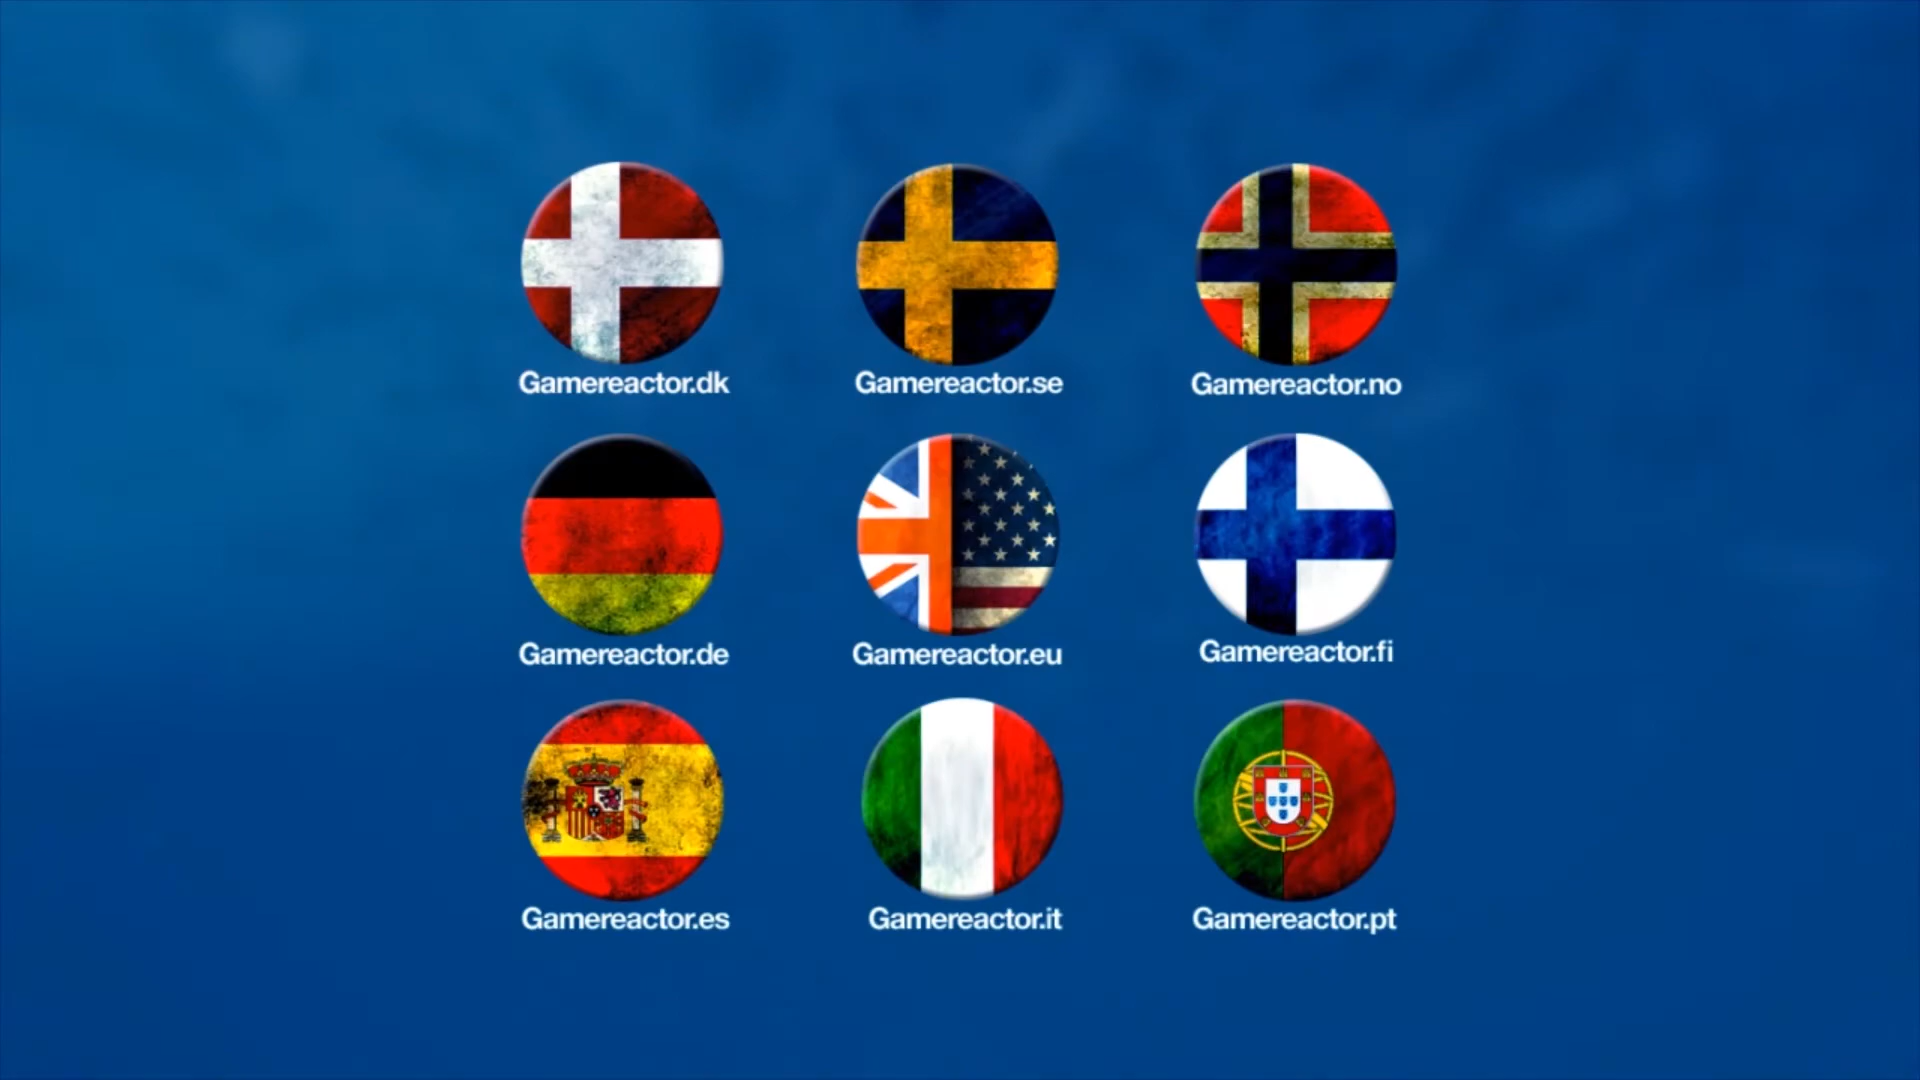 Gamereactor.dk
Gamereactor.se
Gamereactor.no
Gamereactor.de
Gamereactor.eu
Gamereactor.fi
Gamereactor.es
Gamereactor.it
Gamereactor.pt